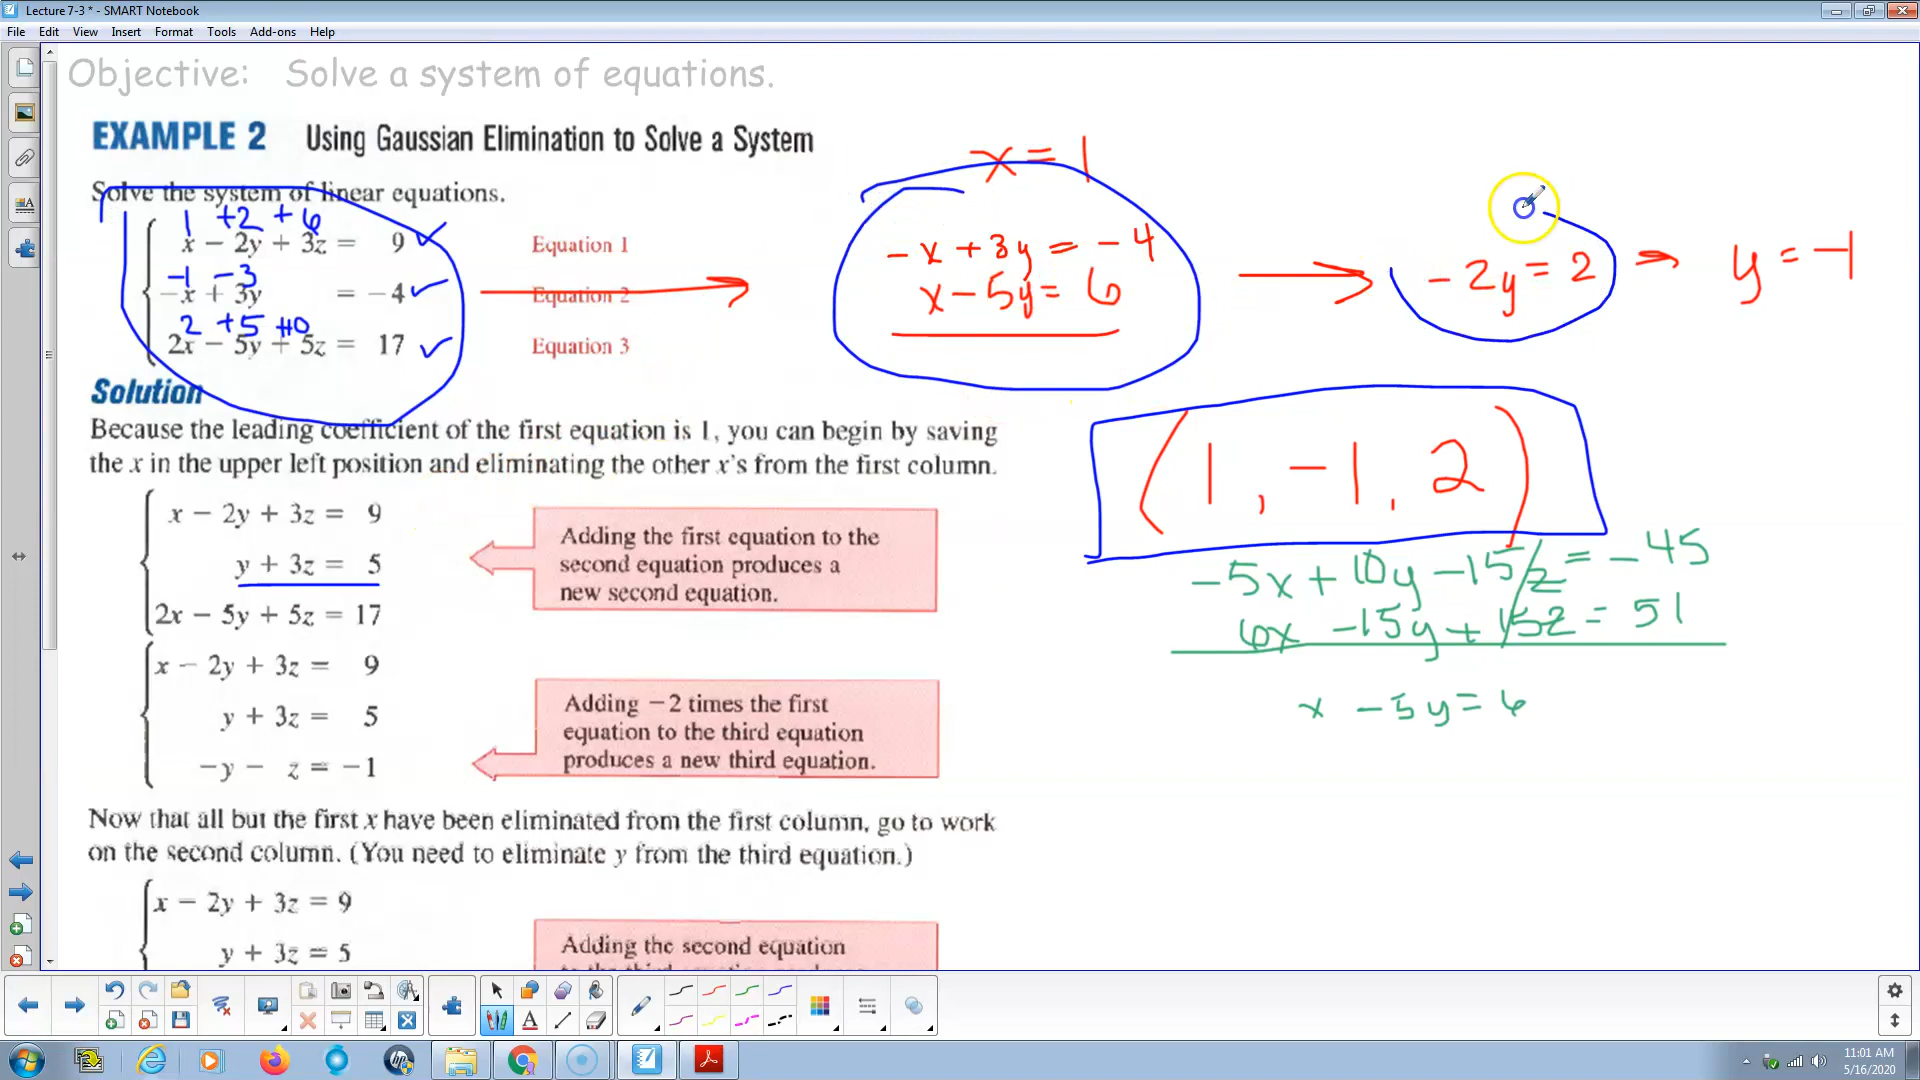 Lecture 7-3 * - SMART Notebook
File Edit View Insert Format Tools Add-ons Help
Objective: Solve a system of equations.
EXAMPLE 2 Using Gaussian Elimination to Solve a System
Solve the system of linear equations.
1 +2 +6
x − 2y + 3z = 9 ✓ Equation 1
-1 -3
−x + 3y = −4 ✓ Equation 2
2 +5 +10
2x − 5y + 5z = 17 ✓ Equation 3
x = 1
-x + 3y = -4
x - 5y = 6
-2y = 2 → y = -1
(1, -1, 2)
-5x + 10y - 15z = -45
6x - 15y + 15z = 51
x - 5y = 6
Solution
Because the leading coefficient of the first equation is 1, you can begin by saving
the x in the upper left position and eliminating the other x's from the first column.
x − 2y + 3z = 9
y + 3z = 5
2x − 5y + 5z = 17
Adding the first equation to the
second equation produces a
new second equation.
x − 2y + 3z = 9
y + 3z = 5
−y − z = −1
Adding −2 times the first
equation to the third equation
produces a new third equation.
Now that all but the first x have been eliminated from the first column, go to work
on the second column. (You need to eliminate y from the third equation.)
x − 2y + 3z = 9
y + 3z = 5
Adding the second equation
11:01 AM
5/16/2020